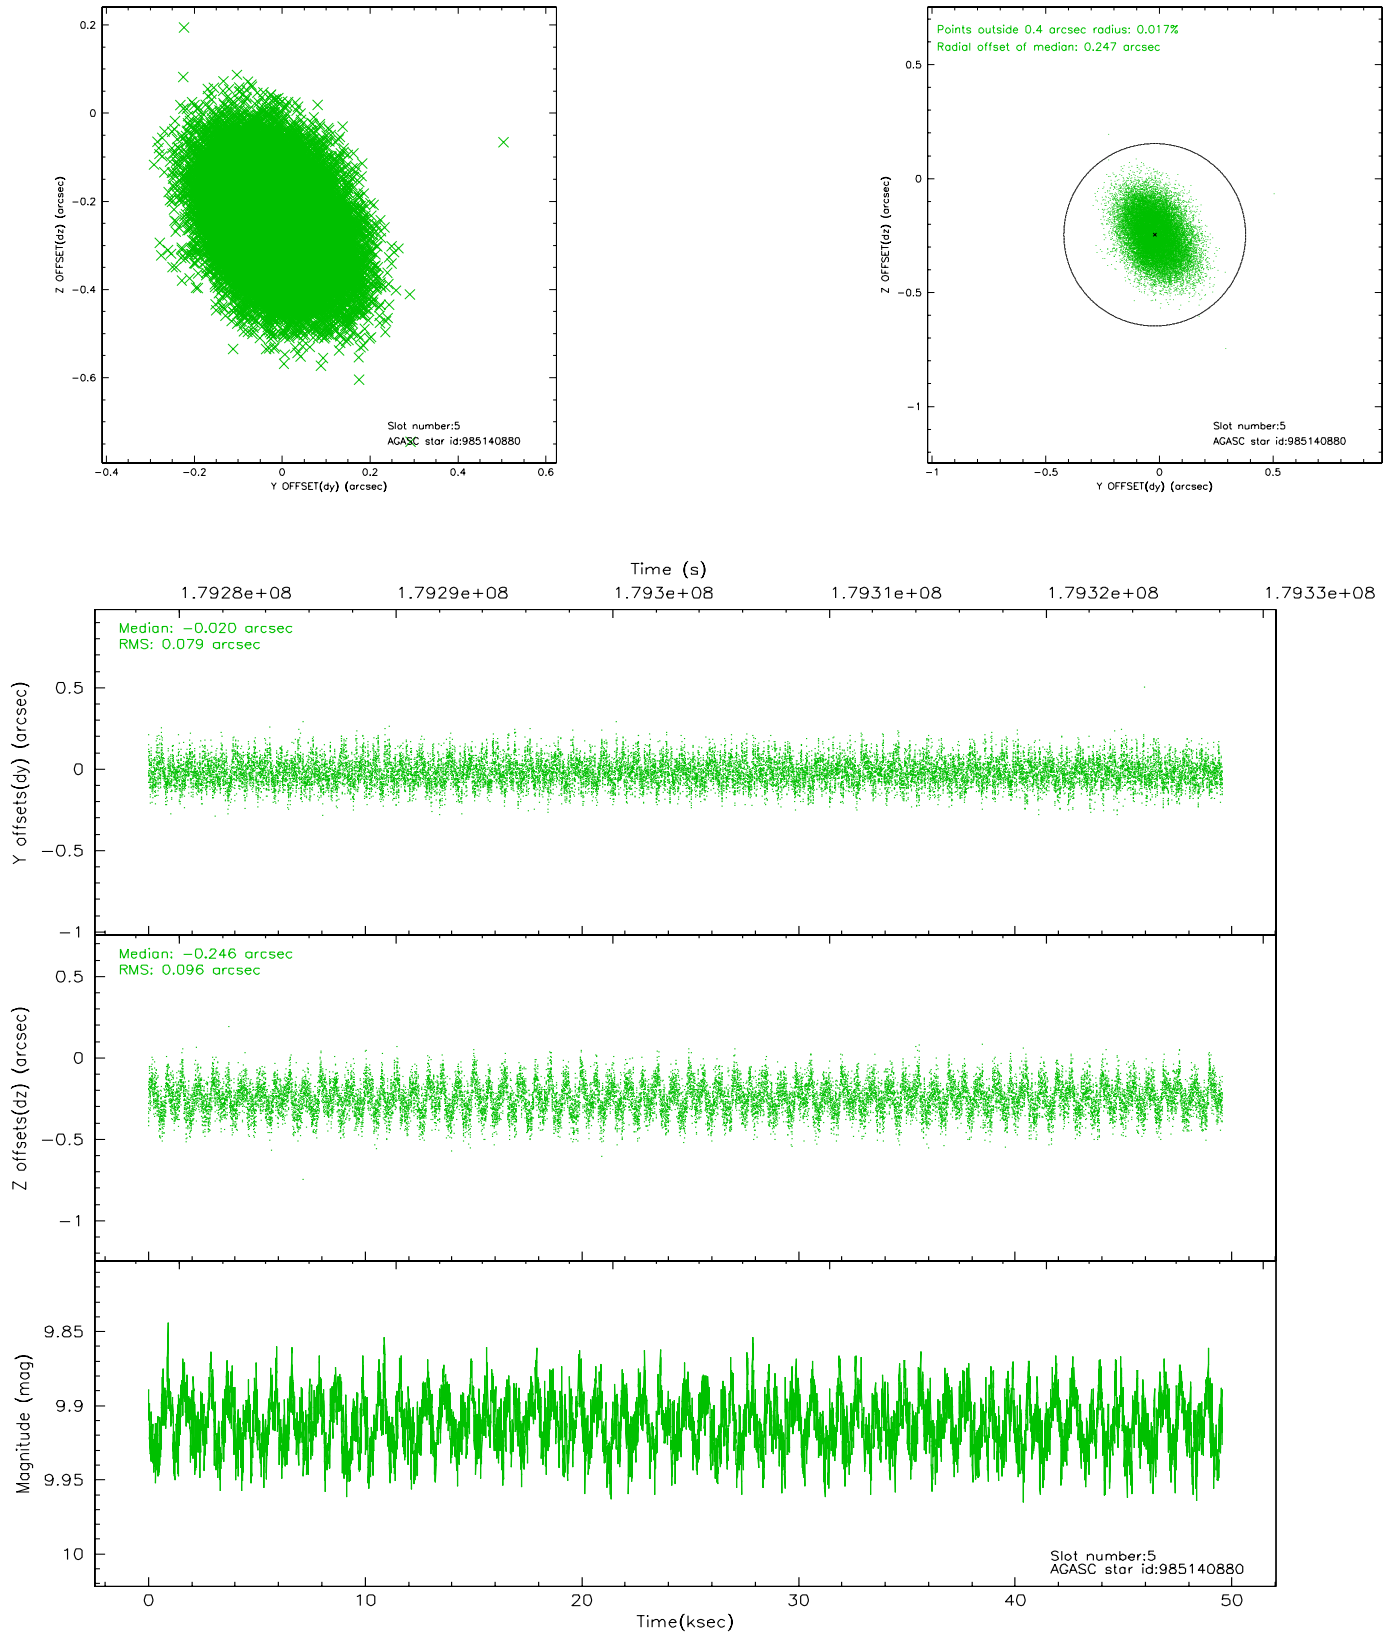 0.2
0
−0.2
−0.4
−0.6
Z OFFSET(dz) (arcsec)
Slot number:5
AGASC star id:985140880
−0.4 −0.2 0 0.2 0.4 0.6
Y OFFSET(dy) (arcsec)
Points outside 0.4 arcsec radius: 0.017%
Radial offset of median: 0.247 arcsec
0.5
0
−0.5
−1
Z OFFSET(dz) (arcsec)
Slot number:5
AGASC star id:985140880
−1 −0.5 0 0.5
Y OFFSET(dy) (arcsec)
Time (s)
1.7928e+08 1.7929e+08 1.793e+08 1.7931e+08 1.7932e+08 1.7933e+08
Median: −0.020 arcsec
RMS: 0.079 arcsec
0.5
0
−0.5
−1
Y offsets(dy) (arcsec)
Median: −0.246 arcsec
RMS: 0.096 arcsec
0.5
0
−0.5
−1
Z offsets(dz) (arcsec)
9.85
9.9
9.95
10
Magnitude (mag)
Slot number:5
AGASC star id:985140880
0 10 20 30 40 50
Time(ksec)